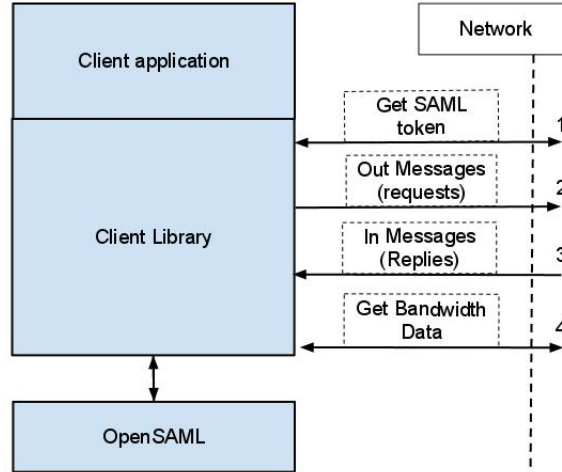 Client application
Network
Get SAML
token
1
Out Messages
(requests)
2
Client Library
In Messages
(Replies)
3
Get Bandwidth
Data
4
OpenSAML